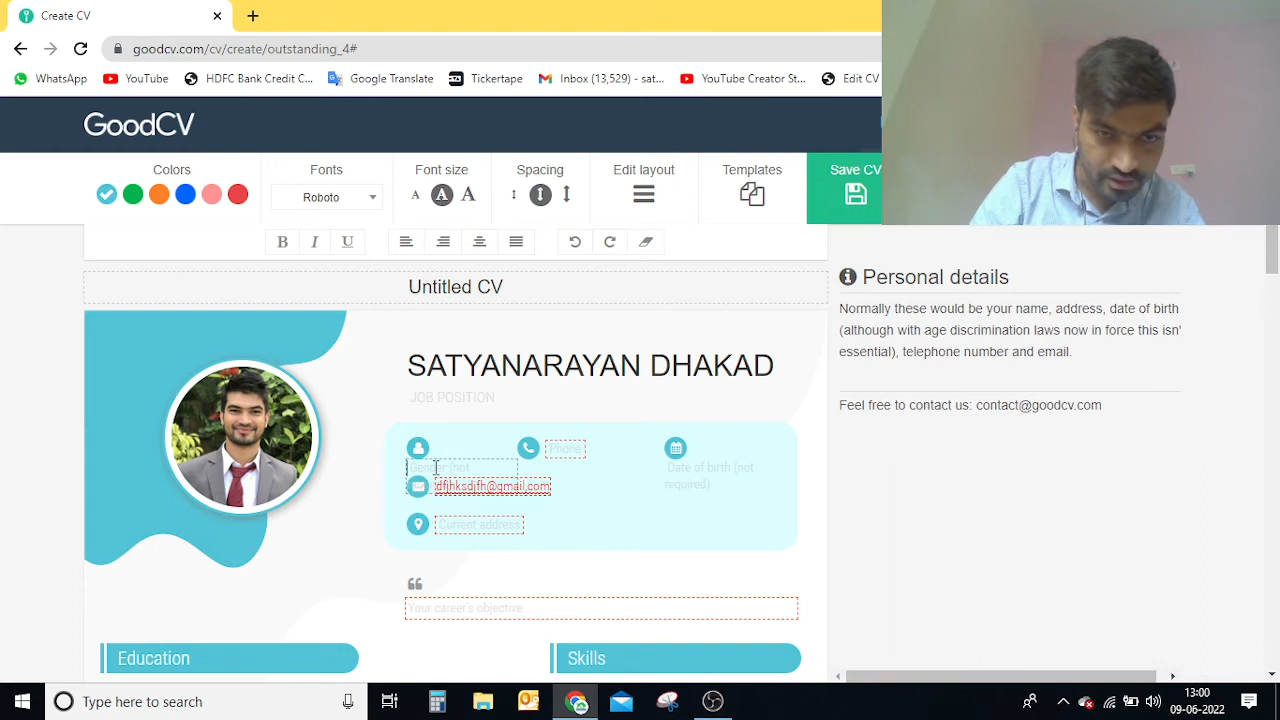 Create CV
goodcv.com/cv/create/outstanding_4#
WhatsApp
YouTube
HDFC Bank Credit C...
Google Translate
Tickertape
Inbox (13,529) - sat...
YouTube Creator St...
Edit CV
GoodCV
Colors
Fonts
Font size
Spacing
Edit layout
Templates
Save CV
Roboto
A
A
A
B
I
U
Untitled CV
SATYANARAYAN DHAKAD
JOB POSITION
Phone
Gender (not
Date of birth (not
required)
dfjhksdjfh@gmail.com
Current address
Your career's objective
Education
Skills
Personal details
Normally these would be your name, address, date of birth
(although with age discrimination laws now in force this isn'
essential), telephone number and email.
Feel free to contact us: contact@goodcv.com
Type here to search
13:00
09-06-2022